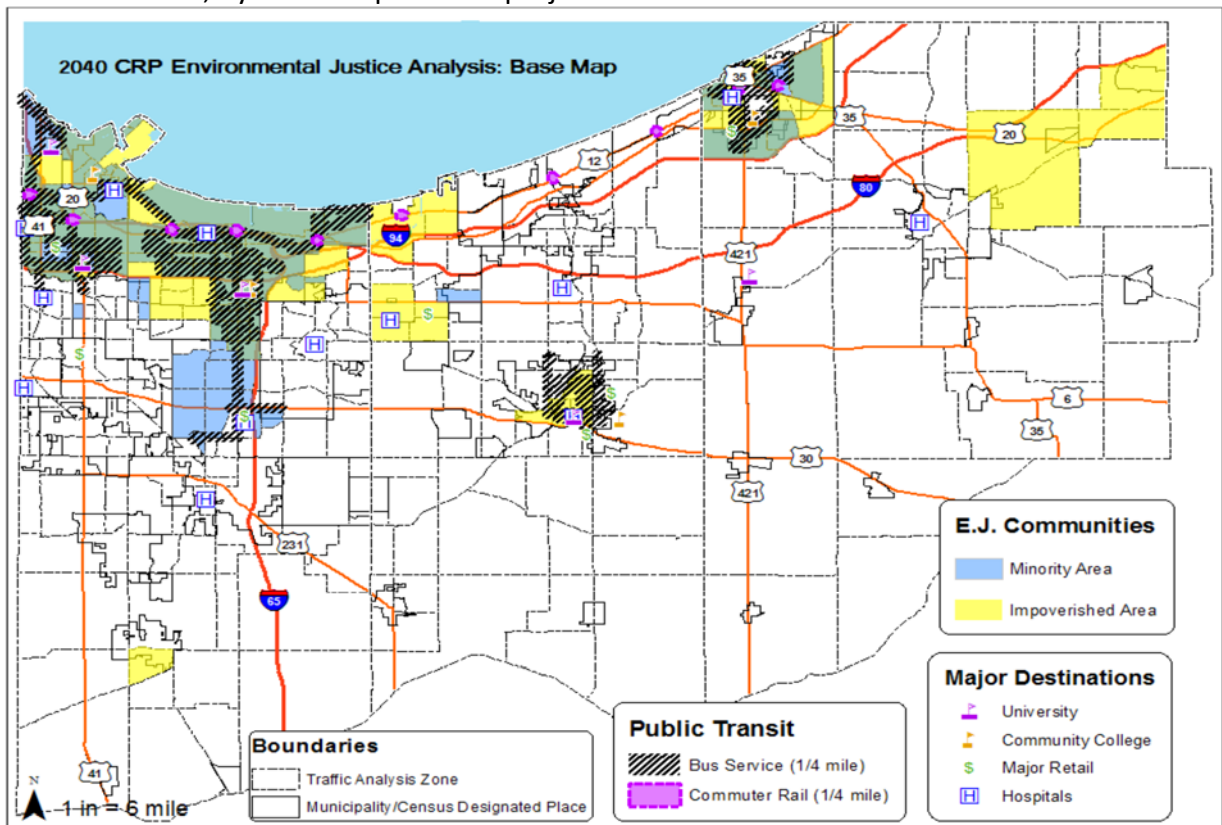 2040 CRP Environmental Justice Analysis: Base Map
35
12
35
20
80
20
41
94
421
6
35
30
421
231
65
41
E.J. Communities
Minority Area
Impoverished Area
Major Destinations
University
Community College
$ Major Retail
H Hospitals
Public Transit
Bus Service (1/4 mile)
Commuter Rail (1/4 mile)
Boundaries
Traffic Analysis Zone
Municipality/Census Designated Place
N
1 in = 6 mile